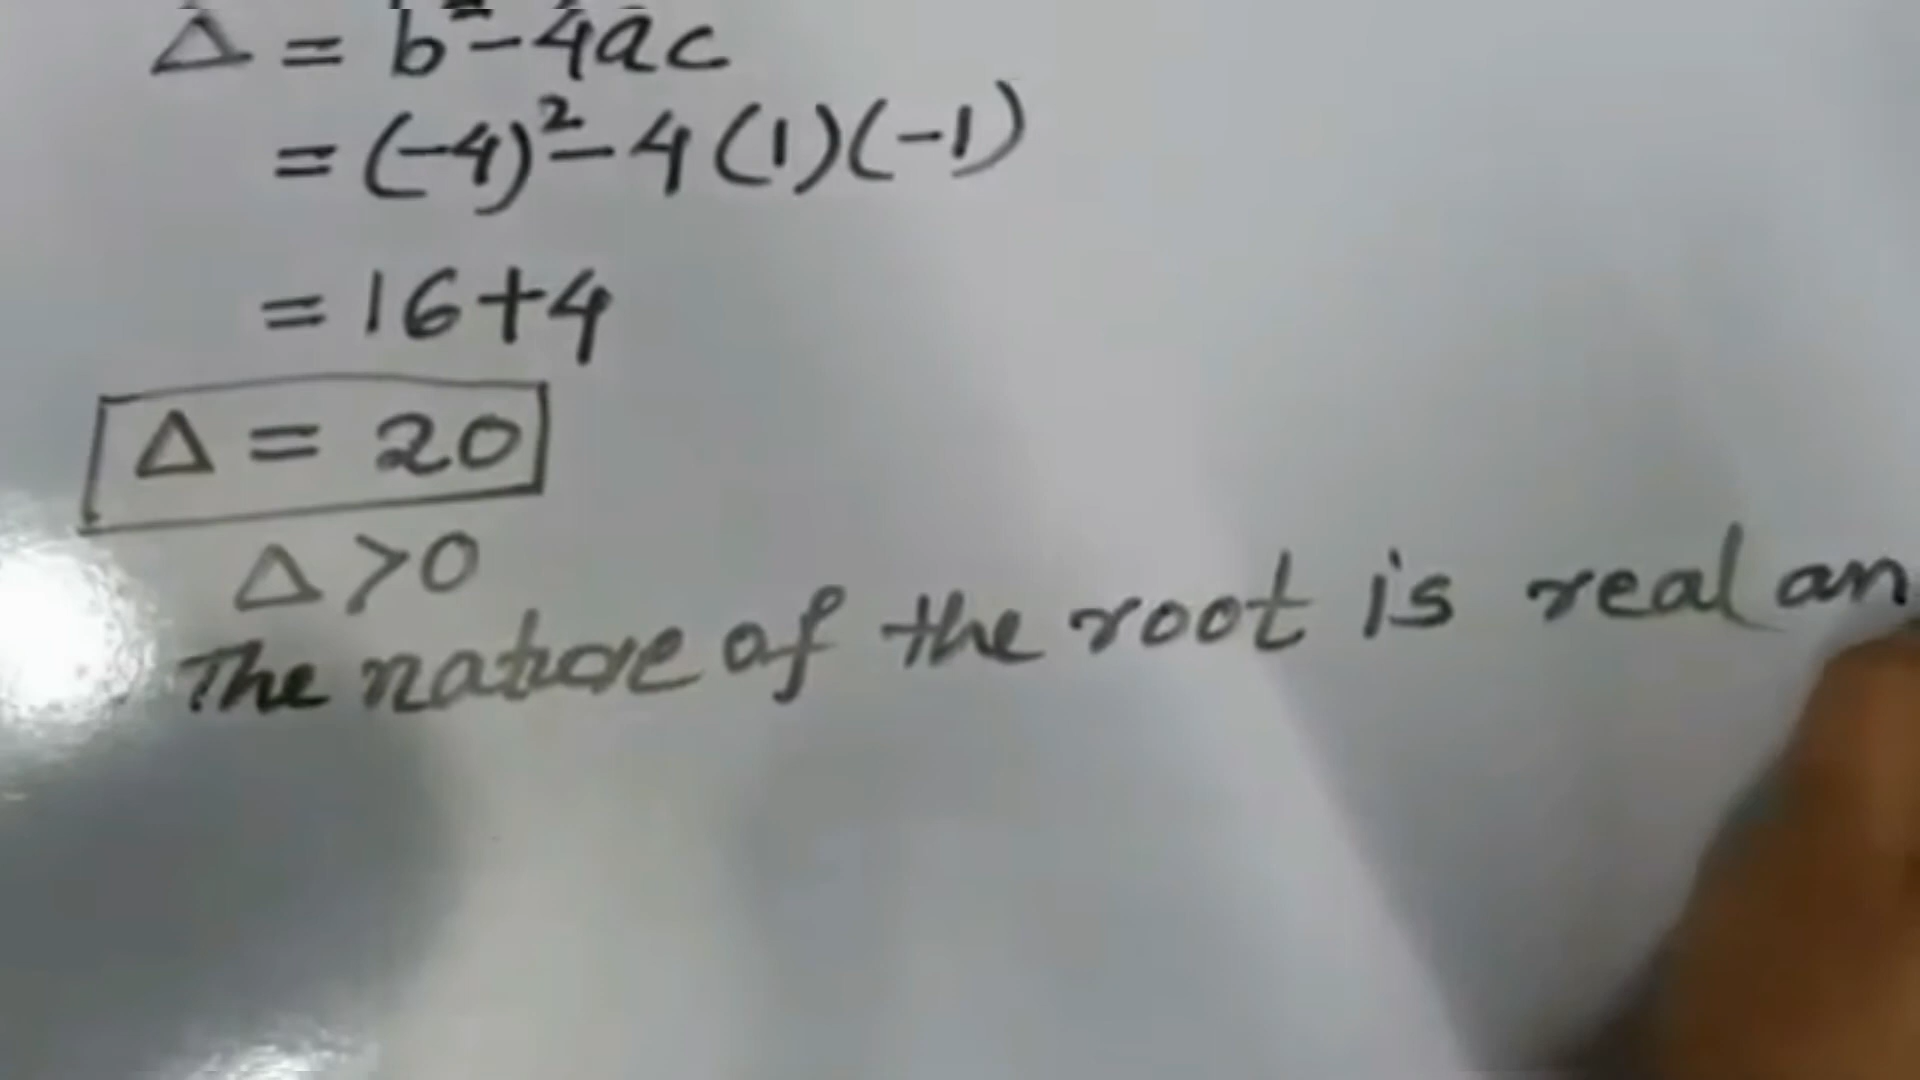 Δ = b² - 4ac
= (-4)² - 4 (1) (-1)
= 16 + 4
Δ = 20
Δ > 0
The nature of the root is real an